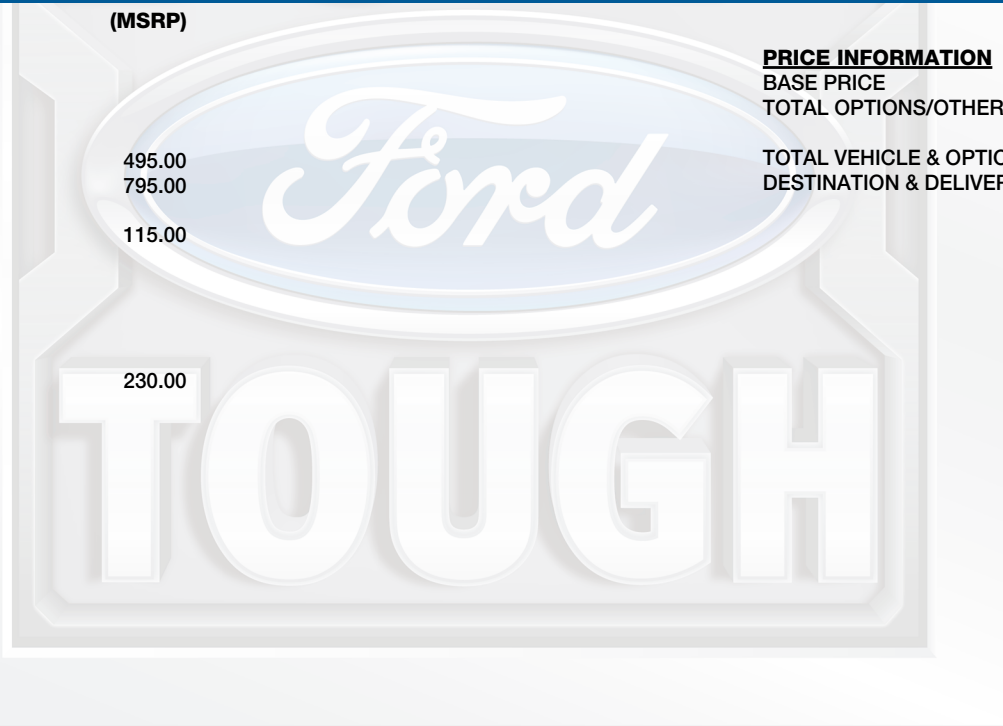 (MSRP)
495.00
795.00
115.00
230.00
PRICE INFORMATION
BASE PRICE
TOTAL OPTIONS/OTHER
TOTAL VEHICLE & OPTIO
DESTINATION & DELIVER
Ford
TOUGH